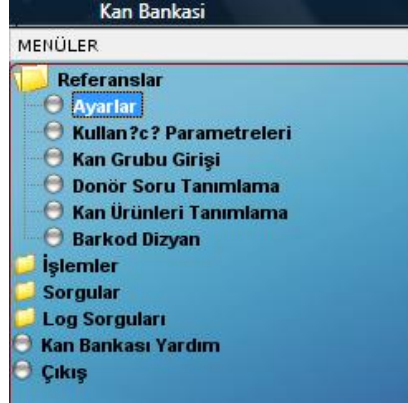 Kan Bankasi
MENÜLER
Referanslar
Ayarlar
Kullan?c? Parametreleri
Kan Grubu Girişi
Donör Soru Tanımlama
Kan Ürünleri Tanımlama
Barkod Dizyan
İşlemler
Sorgular
Log Sorguları
Kan Bankası Yardım
Çıkış